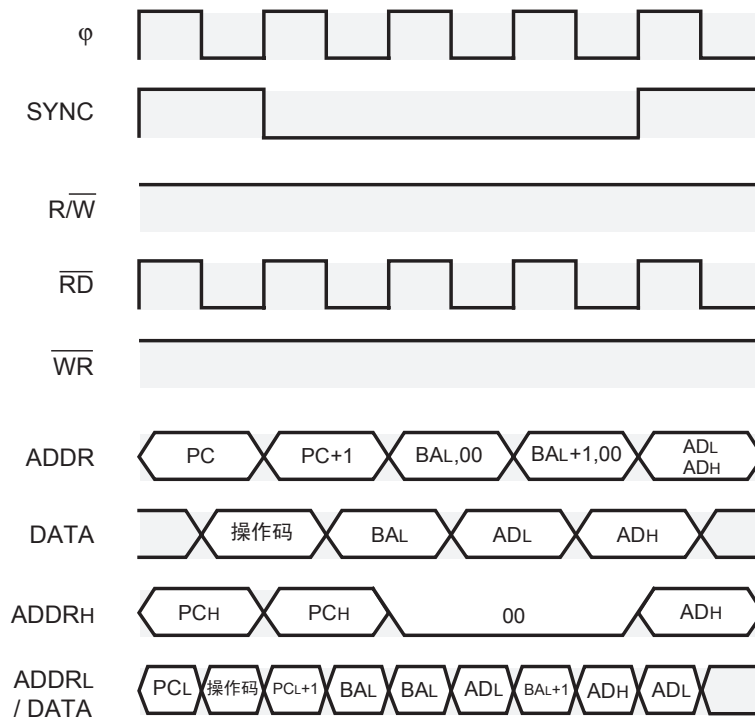 φ
SYNC
R/W̅
R̅D̅
W̅R̅
ADDR PC PC+1 BAL,00 BAL+1,00 ADL
ADH
DATA 操作码 BAL ADL ADH
ADDRH PCH PCH 00 ADH
ADDRL
/ DATA PCL 操作码 PCL+1 BAL BAL ADL BAL+1 ADH ADL